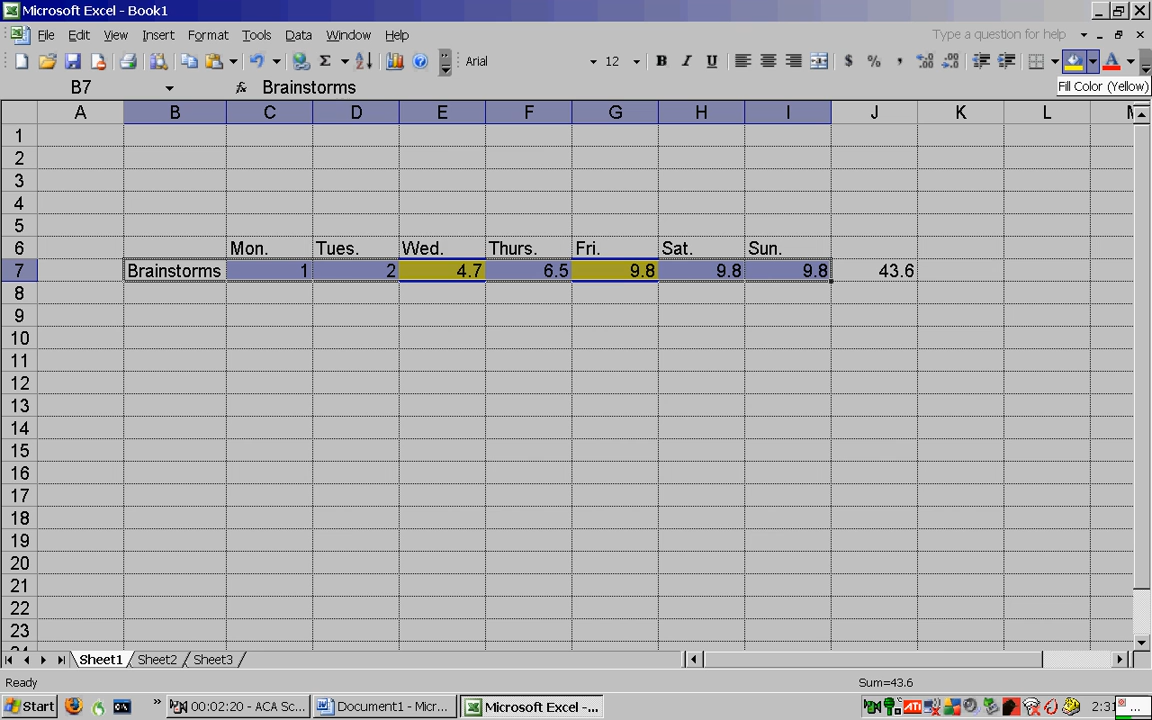 Microsoft Excel - Book1
File Edit View Insert Format Tools Data Window Help Type a question for help
Arial 12 B I U $ % ,
B7 fx Brainstorms Fill Color (Yellow)
A B C D E F G H I J K L
1
2
3
4
5
6 Mon. Tues. Wed. Thurs. Fri. Sat. Sun.
7 Brainstorms 1 2 4.7 6.5 9.8 9.8 9.8 43.6
8
9
10
11
12
13
14
15
16
17
18
19
20
21
22
23
Sheet1 Sheet2 Sheet3
Ready Sum=43.6
Start 00:02:20 - ACA Sc... Document1 - Micr... Microsoft Excel -... ATI